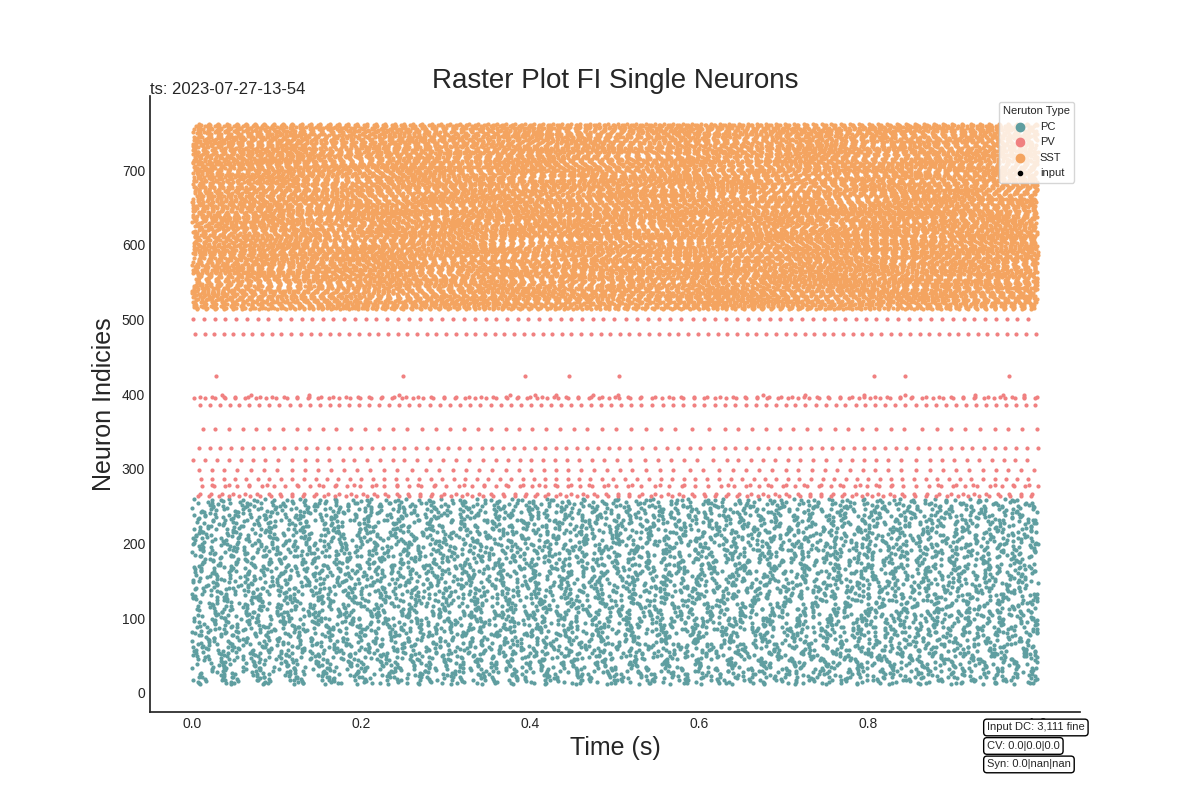 Raster Plot FI Single Neurons
ts: 2023-07-27-13-54
Neruton Type
PC
PV
SST
input
Neuron Indicies
700
600
500
400
300
200
100
0
0.0
0.2
0.4
0.6
0.8
Time (s)
Input DC: 3,111 fine
CV: 0.0|0.0|0.0
Syn: 0.0|nan|nan